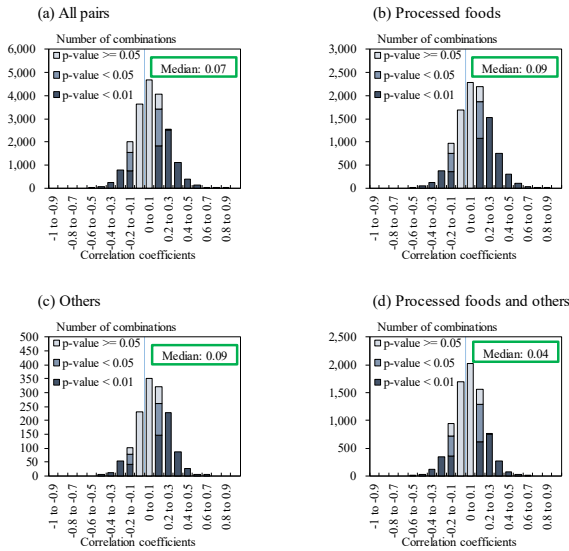 (a) All pairs
Number of combinations
6,000
5,000
4,000
3,000
2,000
1,000
0
p-value >= 0.05
p-value < 0.05
p-value < 0.01
Median: 0.07
-1 to -0.9
-0.8 to -0.7
-0.6 to -0.5
-0.4 to -0.3
-0.2 to -0.1
0 to 0.1
0.2 to 0.3
0.4 to 0.5
0.6 to 0.7
0.8 to 0.9
Correlation coefficients
(b) Processed foods
Number of combinations
3,000
2,500
2,000
1,500
1,000
500
0
p-value >= 0.05
p-value < 0.05
p-value < 0.01
Median: 0.09
-1 to -0.9
-0.8 to -0.7
-0.6 to -0.5
-0.4 to -0.3
-0.2 to -0.1
0 to 0.1
0.2 to 0.3
0.4 to 0.5
0.6 to 0.7
0.8 to 0.9
Correlation coefficients
(c) Others
Number of combinations
500
450
400
350
300
250
200
150
100
50
0
p-value >= 0.05
p-value < 0.05
p-value < 0.01
Median: 0.09
-1 to -0.9
-0.8 to -0.7
-0.6 to -0.5
-0.4 to -0.3
-0.2 to -0.1
0 to 0.1
0.2 to 0.3
0.4 to 0.5
0.6 to 0.7
0.8 to 0.9
Correlation coefficients
(d) Processed foods and others
Number of combinations
2,500
2,000
1,500
1,000
500
0
p-value >= 0.05
p-value < 0.05
p-value < 0.01
Median: 0.04
-1 to -0.9
-0.8 to -0.7
-0.6 to -0.5
-0.4 to -0.3
-0.2 to -0.1
0 to 0.1
0.2 to 0.3
0.4 to 0.5
0.6 to 0.7
0.8 to 0.9
Correlation coefficients